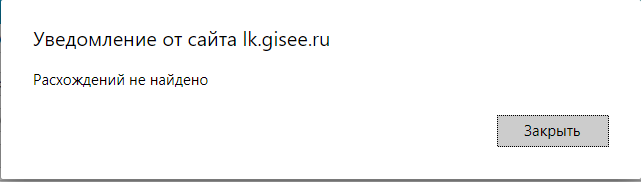 Уведомление от сайта lk.gisee.ru
Расхождений не найдено
Закрыть